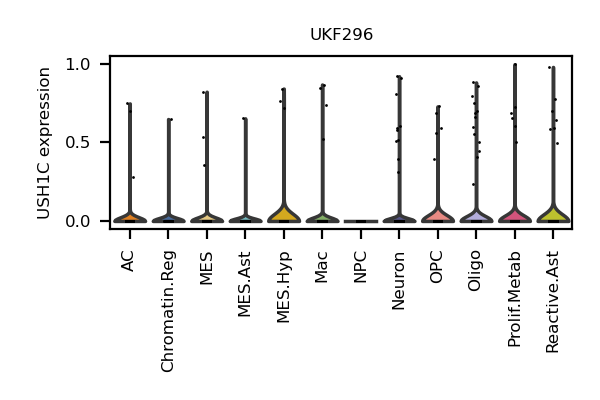 UKF296
USH1C expression
1.0
0.5
0.0
AC
Chromatin.Reg
MES
MES.Ast
MES.Hyp
Mac
NPC
Neuron
OPC
Oligo
Prolif.Metab
Reactive.Ast